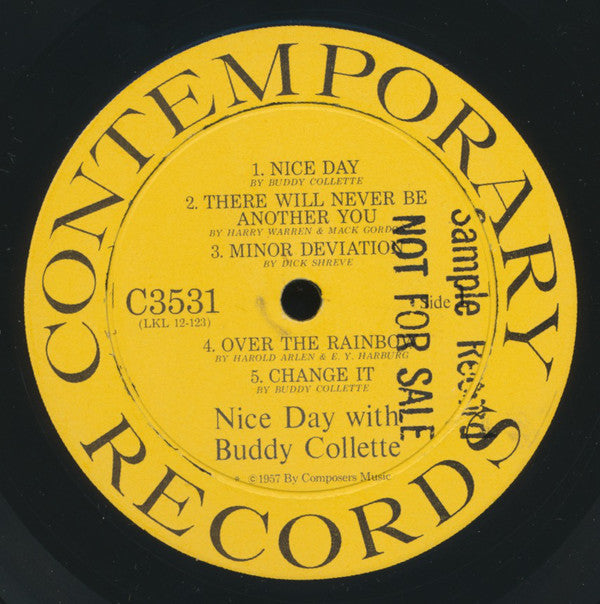 CONTEMPORARY RECORDS
1. NICE DAY
BY BUDDY COLLETTE
2. THERE WILL NEVER BE
ANOTHER YOU
BY HARRY WARREN & MACK GORD
3. MINOR DEVIATION
BY DICK SHREVE
C3531
(LKL 12-123)
Side
4. OVER THE RAINBO
BY HAROLD ARLEN & E. Y. HARBURG
5. CHANGE IT
BY BUDDY COLLETTE
Nice Day with
Buddy Collette
© 1957 By Composers Music
Sample Record
NOT FOR SALE